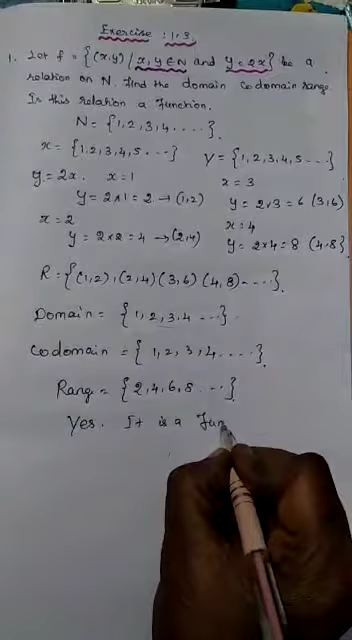 Exercise : 1.3.
1. Let f = {(x,y) / x,y∈N and y=2x} be a
relation on N. find the domain Codomain range.
Is this relation a function.
N = {1,2,3,4.....}.
x = {1,2,3,4,5...} Y = {1,2,3,4,5...}
y=2x. x=1 x=3
y=2×1=2 → (1,2) y=2×3=6 (3,6)
x=2 x=4
y=2×2=4 → (2,4) y=2×4=8 (4,8}
R={(1,2),(2,4)(3,6)(4,8)----}.
Domain = {1,2,3,4 ...}
Codomain = {1,2,3,4....}.
Range = {2,4,6,8...}
Yes. It is a Fun